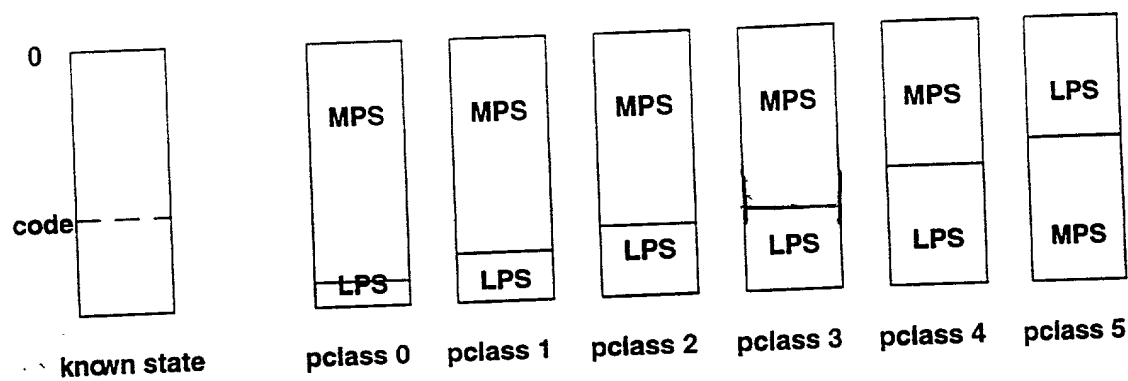 0
code
known state
MPS
LPS
pclass 0
MPS
LPS
pclass 1
MPS
LPS
pclass 2
MPS
LPS
pclass 3
MPS
LPS
pclass 4
LPS
MPS
pclass 5